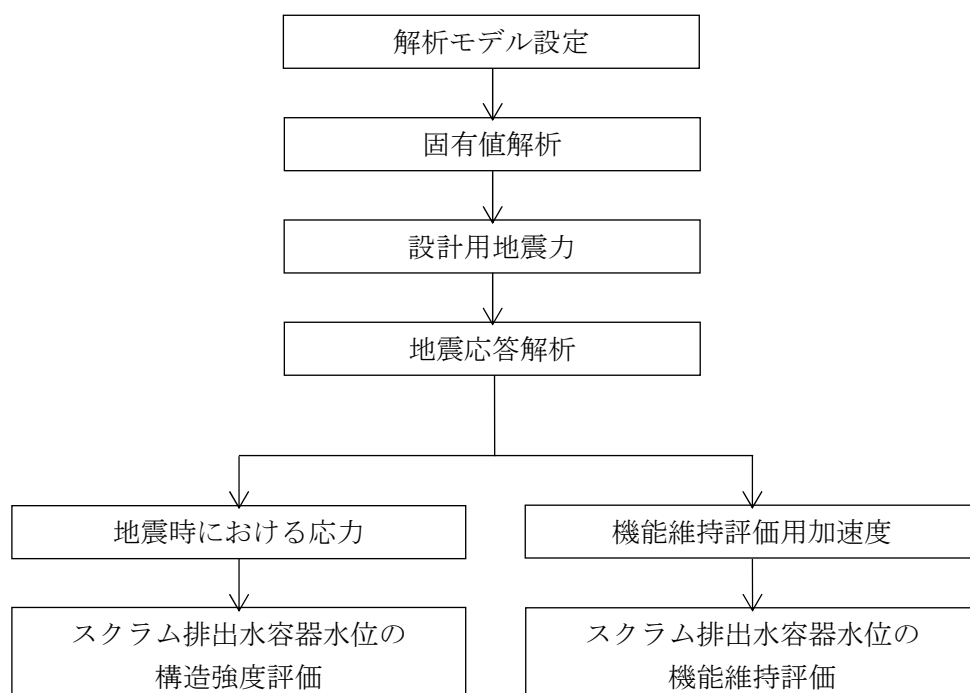 解析モデル設定
固有値解析
設計用地震力
地震応答解析
地震時における応力
機能維持評価用加速度
スクラム排出水容器水位の
構造強度評価
スクラム排出水容器水位の
機能維持評価